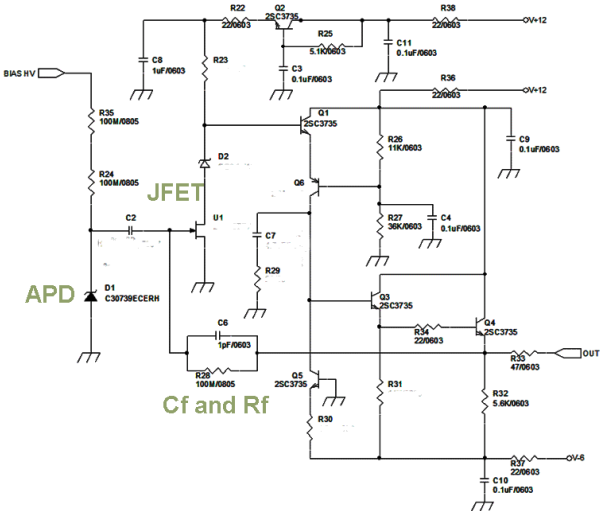 R22
22/0603
Q2
2SC3735
R38
22/0603
V+12
R25
5.1K/0603
C8
1uF/0603
R23
C3
0.1uF/0603
C11
0.1uF/0603
BIAS HV
R36
22/0603
V+12
R35
100M/0805
Q1
2SC3735
R26
11K/0603
C9
0.1uF/0603
D2
R24
100M/0805
JFET
Q6
U1
C2
R27
36K/0603
C4
0.1uF/0603
C7
R29
APD
D1
C30739ECERH
Q3
2SC3735
C6
1pF/0603
R34
22/0603
Q4
2SC3735
R28
100M/0805
R33
47/0603
OUT
Q5
2SC3735
R31
R32
5.6K/0603
Cf and Rf
R30
R37
22/0603
V-6
C10
0.1uF/0603